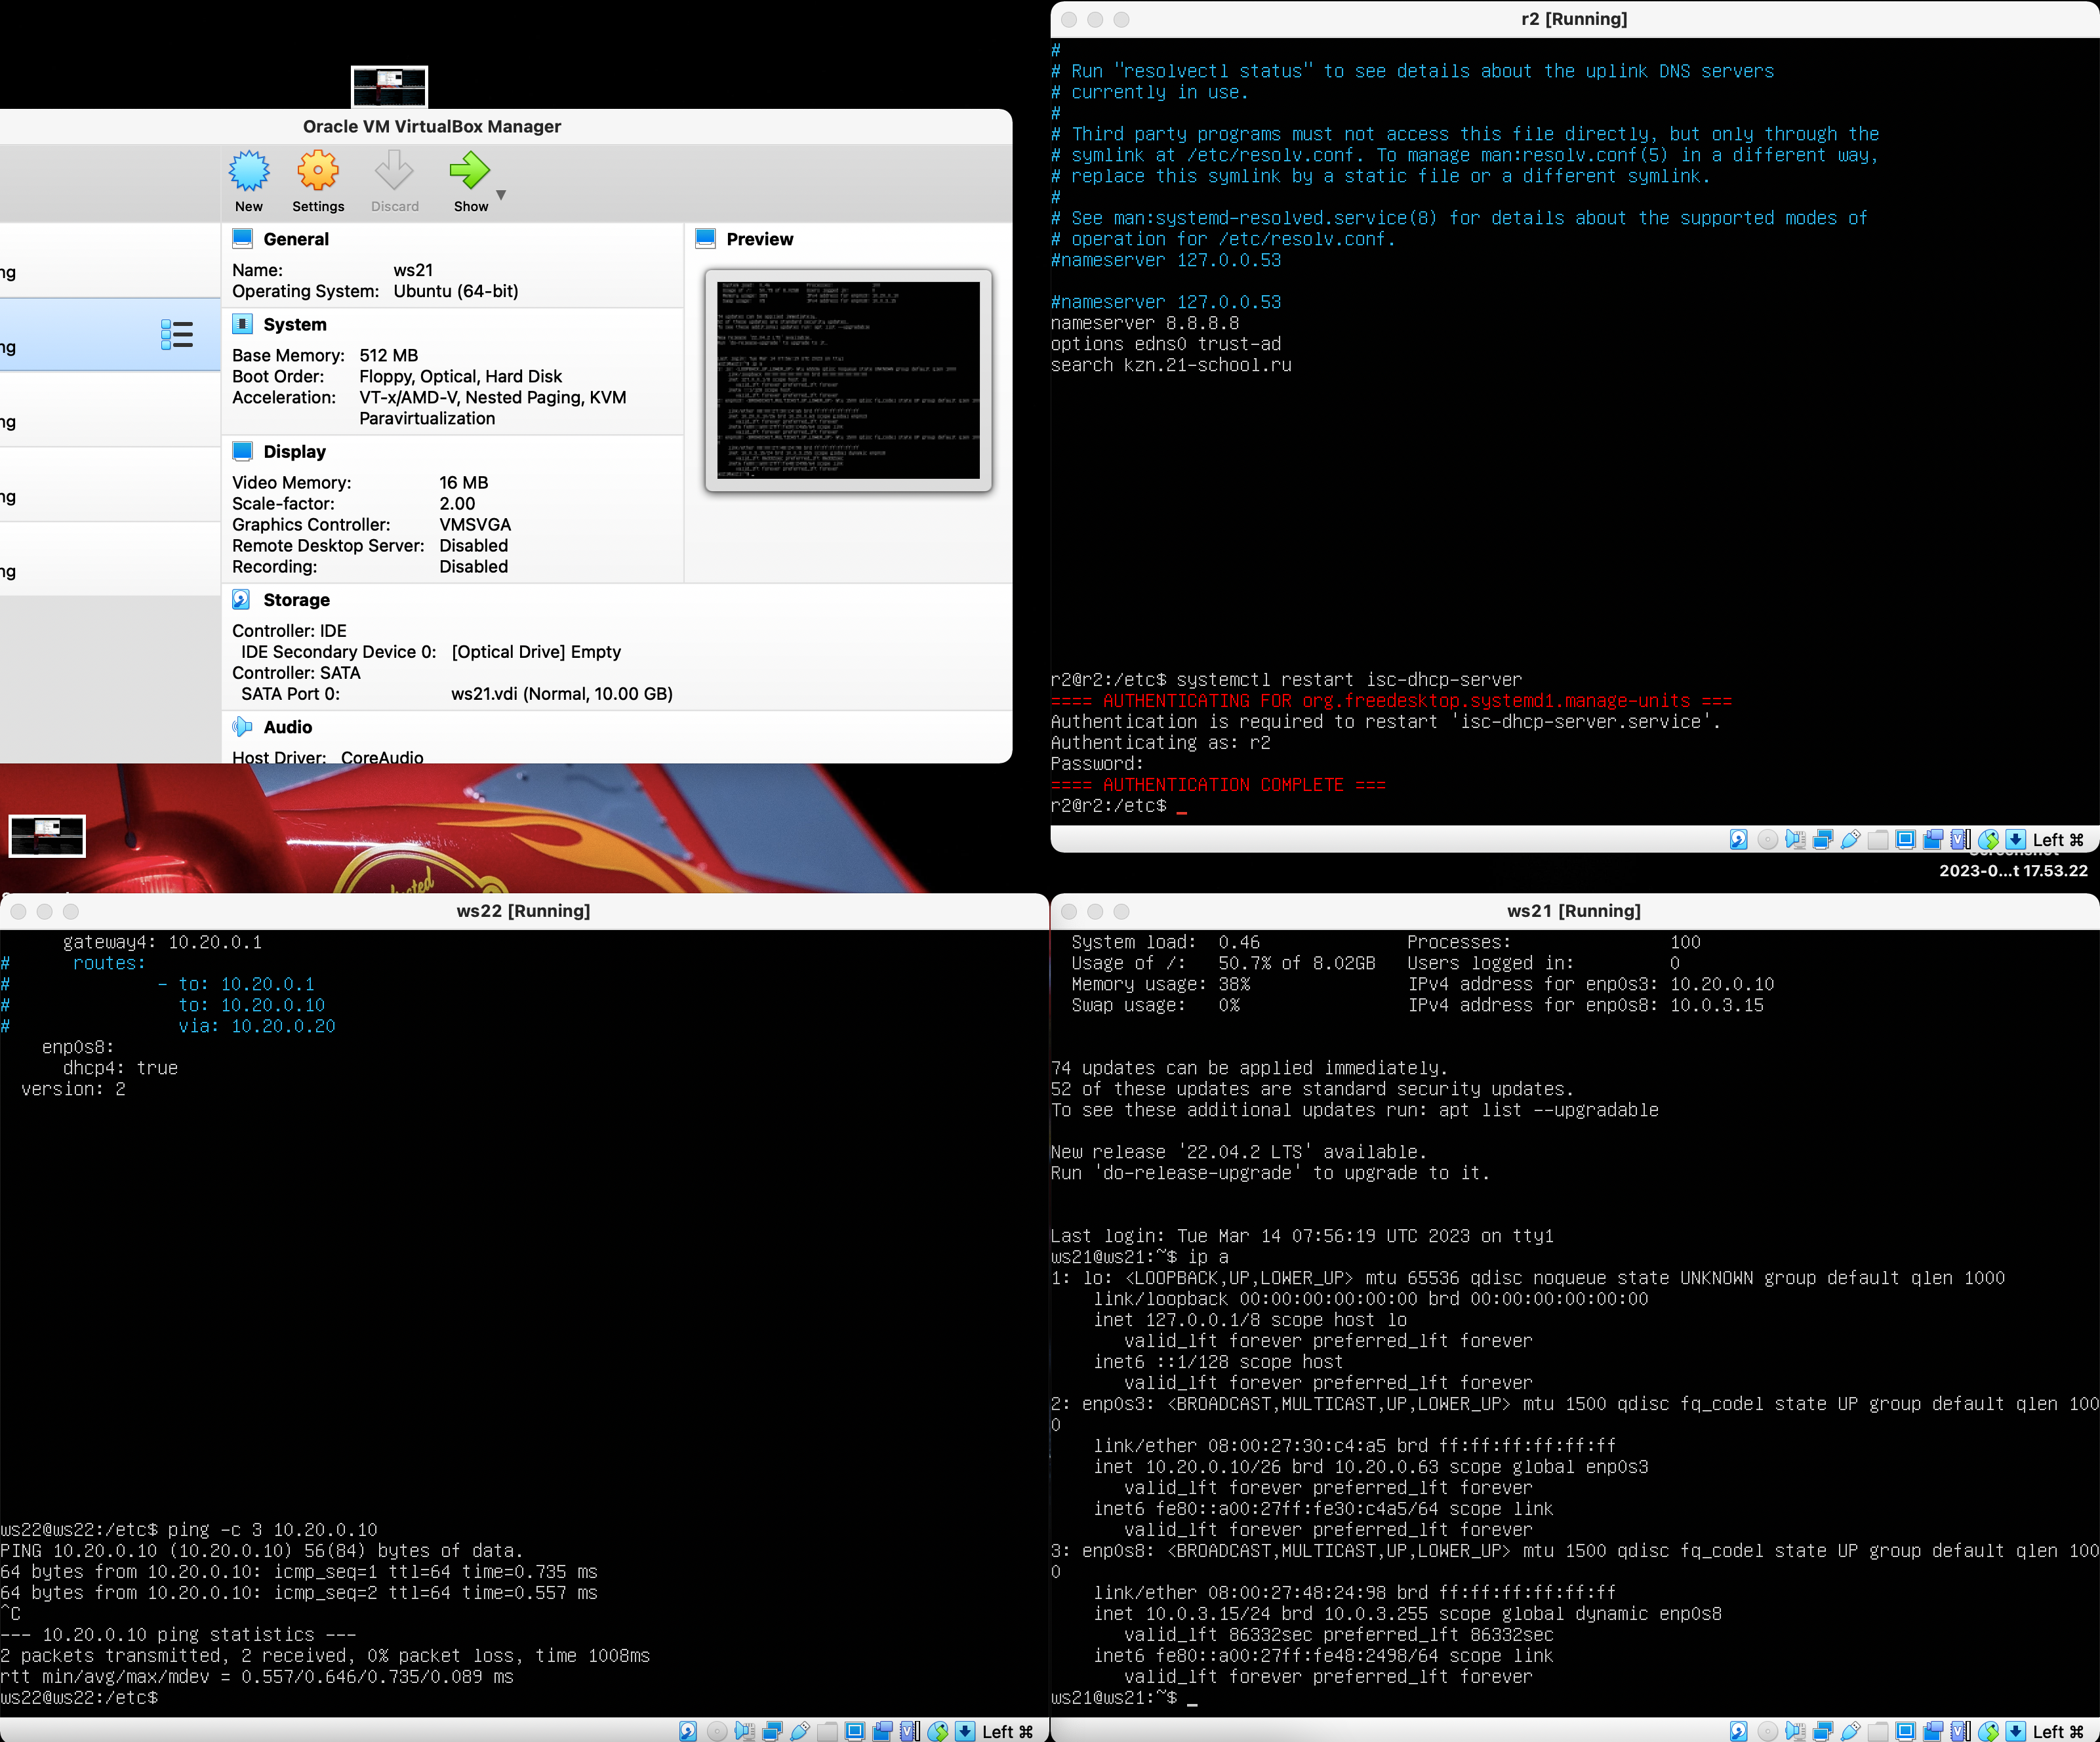 Oracle VM VirtualBox Manager
New
Settings
Discard
Show
ng
ng
ng
ng
ng
General
Name: ws21
Operating System: Ubuntu (64-bit)
System
Base Memory: 512 MB
Boot Order: Floppy, Optical, Hard Disk
Acceleration: VT-x/AMD-V, Nested Paging, KVM
Paravirtualization
Display
Video Memory: 16 MB
Scale-factor: 2.00
Graphics Controller: VMSVGA
Remote Desktop Server: Disabled
Recording: Disabled
Storage
Controller: IDE
IDE Secondary Device 0: [Optical Drive] Empty
Controller: SATA
SATA Port 0: ws21.vdi (Normal, 10.00 GB)
Audio
Host Driver: CoreAudio
Preview
r2 [Running]
#
# Run "resolvectl status" to see details about the uplink DNS servers
# currently in use.
#
# Third party programs must not access this file directly, but only through the
# symlink at /etc/resolv.conf. To manage man:resolv.conf(5) in a different way,
# replace this symlink by a static file or a different symlink.
#
# See man:systemd-resolved.service(8) for details about the supported modes of
# operation for /etc/resolv.conf.
#nameserver 127.0.0.53
#nameserver 127.0.0.53
nameserver 8.8.8.8
options edns0 trust-ad
search kzn.21-school.ru
r2@r2:/etc$ systemctl restart isc-dhcp-server
==== AUTHENTICATING FOR org.freedesktop.systemd1.manage-units ===
Authentication is required to restart 'isc-dhcp-server.service'.
Authenticating as: r2
Password:
==== AUTHENTICATION COMPLETE ===
r2@r2:/etc$ _
Left ⌘
2023-0...t 17.53.22
ws22 [Running]
gateway4: 10.20.0.1
# routes:
# - to: 10.20.0.1
# to: 10.20.0.10
# via: 10.20.0.20
enp0s8:
dhcp4: true
version: 2
ws22@ws22:/etc$ ping -c 3 10.20.0.10
PING 10.20.0.10 (10.20.0.10) 56(84) bytes of data.
64 bytes from 10.20.0.10: icmp_seq=1 ttl=64 time=0.735 ms
64 bytes from 10.20.0.10: icmp_seq=2 ttl=64 time=0.557 ms
^C
--- 10.20.0.10 ping statistics ---
2 packets transmitted, 2 received, 0% packet loss, time 1008ms
rtt min/avg/max/mdev = 0.557/0.646/0.735/0.089 ms
ws22@ws22:/etc$
Left ⌘
ws21 [Running]
System load: 0.46 Processes: 100
Usage of /: 50.7% of 8.02GB Users logged in: 0
Memory usage: 38% IPv4 address for enp0s3: 10.20.0.10
Swap usage: 0% IPv4 address for enp0s8: 10.0.3.15
74 updates can be applied immediately.
52 of these updates are standard security updates.
To see these additional updates run: apt list --upgradable
New release '22.04.2 LTS' available.
Run 'do-release-upgrade' to upgrade to it.
Last login: Tue Mar 14 07:56:19 UTC 2023 on tty1
ws21@ws21:~$ ip a
1: lo: <LOOPBACK,UP,LOWER_UP> mtu 65536 qdisc noqueue state UNKNOWN group default qlen 1000
link/loopback 00:00:00:00:00:00 brd 00:00:00:00:00:00
inet 127.0.0.1/8 scope host lo
valid_lft forever preferred_lft forever
inet6 ::1/128 scope host
valid_lft forever preferred_lft forever
2: enp0s3: <BROADCAST,MULTICAST,UP,LOWER_UP> mtu 1500 qdisc fq_codel state UP group default qlen 100
0
link/ether 08:00:27:30:c4:a5 brd ff:ff:ff:ff:ff:ff
inet 10.20.0.10/26 brd 10.20.0.63 scope global enp0s3
valid_lft forever preferred_lft forever
inet6 fe80::a00:27ff:fe30:c4a5/64 scope link
valid_lft forever preferred_lft forever
3: enp0s8: <BROADCAST,MULTICAST,UP,LOWER_UP> mtu 1500 qdisc fq_codel state UP group default qlen 100
0
link/ether 08:00:27:48:24:98 brd ff:ff:ff:ff:ff:ff
inet 10.0.3.15/24 brd 10.0.3.255 scope global dynamic enp0s8
valid_lft 86332sec preferred_lft 86332sec
inet6 fe80::a00:27ff:fe48:2498/64 scope link
valid_lft forever preferred_lft forever
ws21@ws21:~$ _
Left ⌘